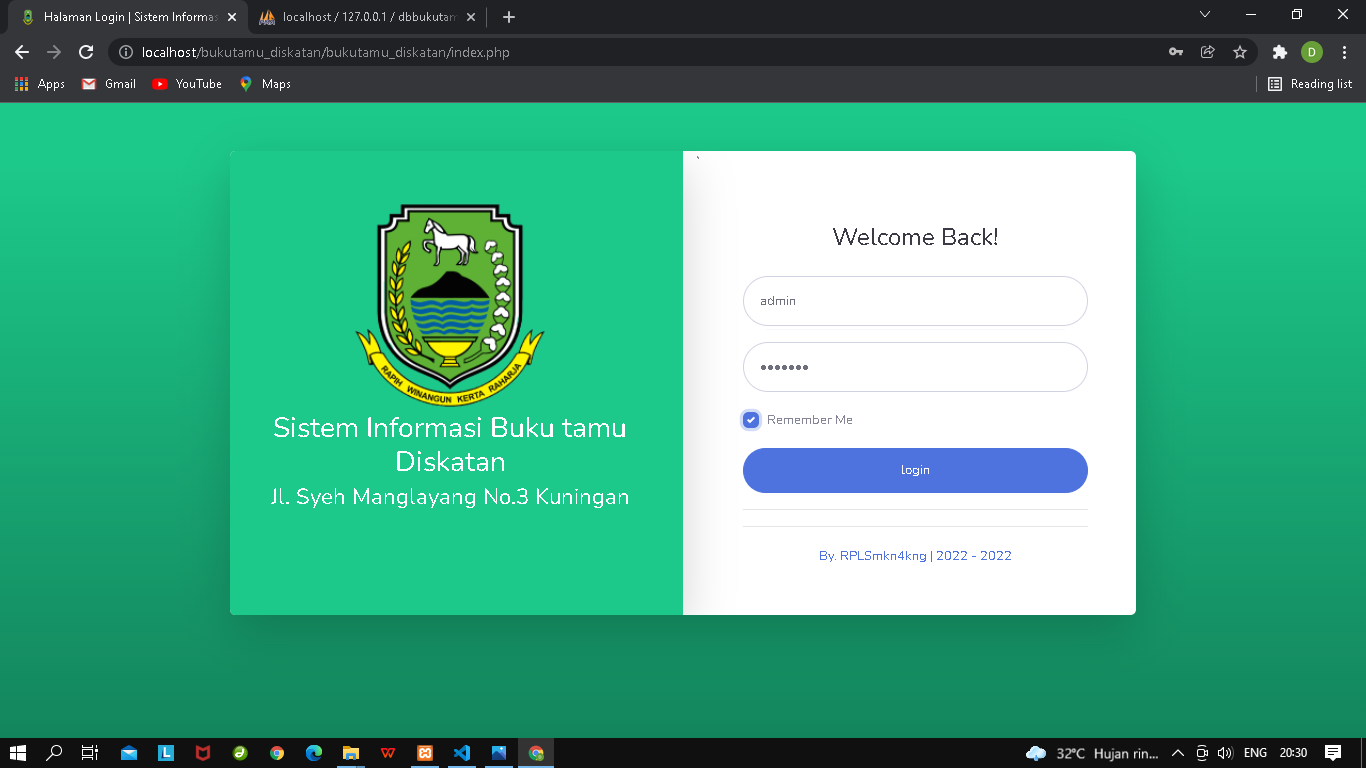 Halaman Login | Sistem Informas
localhost / 127.0.0.1 / dbbukutam
localhost/bukutamu_diskatan/bukutamu_diskatan/index.php
D
Apps
Gmail
YouTube
Maps
Reading list
RAPIH WINANGUN KERTA RAHARJA
Sistem Informasi Buku tamu
Diskatan
Jl. Syeh Manglayang No.3 Kuningan
`
Welcome Back!
admin
•••••••
Remember Me
login
By. RPLSmkn4kng | 2022 - 2022
32°C Hujan rin...
ENG
20:30